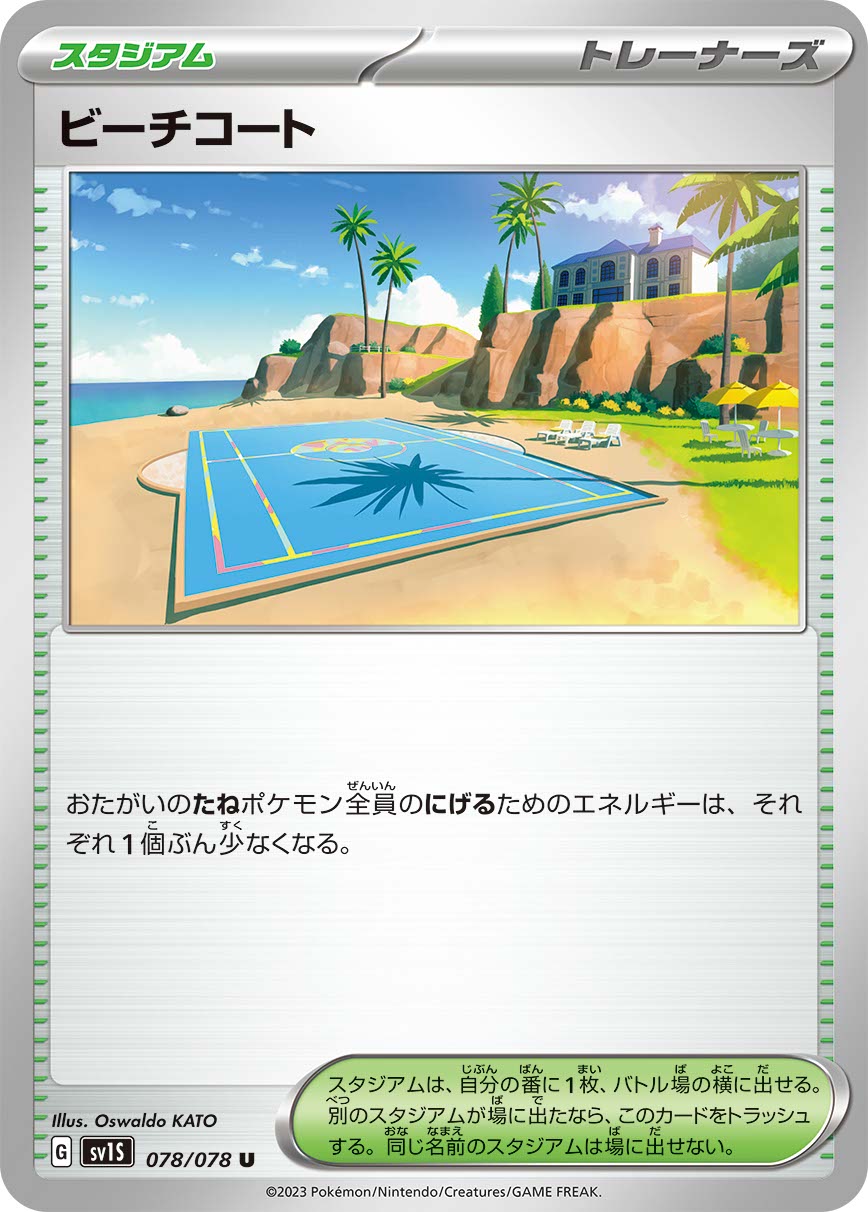 スタジアム
トレーナーズ
ビーチコート
おたがいのたねポケモン全員のにげるためのエネルギーは、それ
ぞれ1個ぶん少なくなる。
スタジアムは、自分の番に1枚、バトル場の横に出せる。
別のスタジアムが場に出たなら、このカードをトラッシュ
する。同じ名前のスタジアムは場に出せない。
Illus. Oswaldo KATO
G sv1S 078/078 U
©2023 Pokémon/Nintendo/Creatures/GAME FREAK.